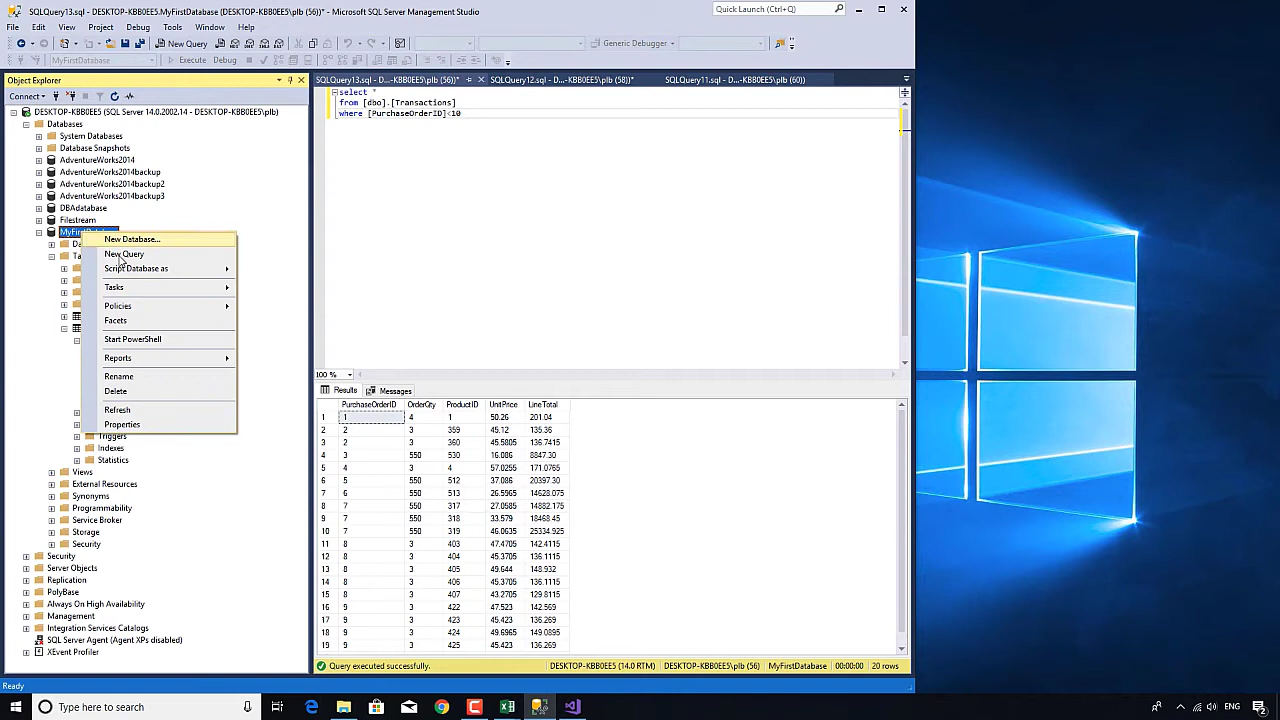 SQLQuery13.sql - DESKTOP-KBB0EE5.MyFirstDatabase (DESKTOP-KBB0EE5\plb (56))* - Microsoft SQL Server Management Studio
Quick Launch (Ctrl+Q)
File Edit View Project Debug Tools Window Help
New Query
Generic Debugger
MyFirstDatabase Execute Debug
Object Explorer
SQLQuery13.sql - D...-KBB0EE5\plb (56))* SQLQuery12.sql - D...-KBB0EE5\plb (58))* SQLQuery11.sql - D...-KBB0EE5\plb (60))
Connect
DESKTOP-KBB0EE5 (SQL Server 14.0.2002.14 - DESKTOP-KBB0EE5\plb)
Databases
System Databases
Database Snapshots
AdventureWorks2014
AdventureWorks2014backup
AdventureWorks2014backup2
AdventureWorks2014backup3
DBAdatabase
Filestream
MyFirstDatab
Da
Ta
New Database...
New Query
Script Database as
Tasks
Policies
Facets
Start PowerShell
Reports
Rename
Delete
Refresh
Properties
Triggers
Indexes
Statistics
Views
External Resources
Synonyms
Programmability
Service Broker
Storage
Security
Security
Server Objects
Replication
PolyBase
Always On High Availability
Management
Integration Services Catalogs
SQL Server Agent (Agent XPs disabled)
XEvent Profiler
select *
from [dbo].[Transactions]
where [PurchaseOrderID]<10
100 %
Results Messages
PurchaseOrderID OrderQty ProductID UnitPrice LineTotal
1 1 4 1 50.26 201.04
2 2 3 359 45.12 135.36
3 2 3 360 45.5805 136.7415
4 3 550 530 16.086 8847.30
5 4 3 4 57.0255 171.0765
6 5 550 512 37.086 20397.30
7 6 550 513 26.5965 14628.075
8 7 550 317 27.0585 14882.175
9 7 550 318 33.579 18468.45
10 7 550 319 46.0635 25334.925
11 8 3 403 47.4705 142.4115
12 8 3 404 45.3705 136.1115
13 8 3 405 49.644 148.932
14 8 3 406 45.3705 136.1115
15 8 3 407 43.2705 129.8115
16 9 3 422 47.523 142.569
17 9 3 423 45.423 136.269
18 9 3 424 49.6965 149.0895
19 9 3 425 45.423 136.269
Query executed successfully. DESKTOP-KBB0EE5 (14.0 RTM) DESKTOP-KBB0EE5\plb (56) MyFirstDatabase 00:00:00 20 rows
Ready
Type here to search
ENG
2